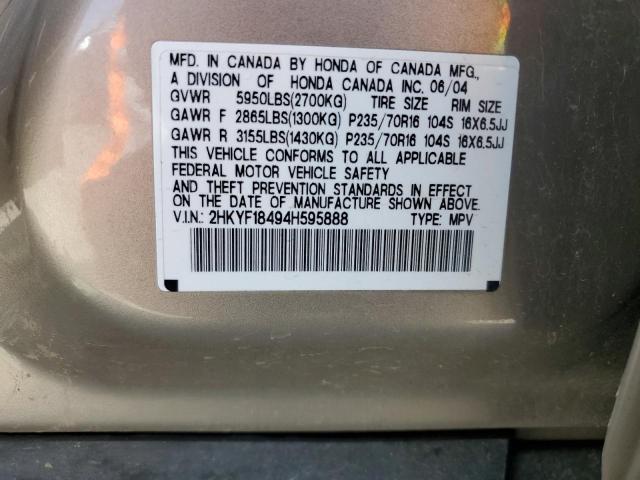 MFD. IN CANADA BY HONDA OF CANADA MFG.,
A DIVISION OF HONDA CANADA INC. 06/04
GVWR 5950LBS(2700KG) TIRE SIZE RIM SIZE
GAWR F 2865LBS(1300KG) P235/70R16 104S 16X6.5JJ
GAWR R 3155LBS(1430KG) P235/70R16 104S 16X6.5JJ
THIS VEHICLE CONFORMS TO ALL APPLICABLE
FEDERAL MOTOR VEHICLE SAFETY
AND THEFT PREVENTION STANDARDS IN EFFECT
ON THE DATE OF MANUFACTURE SHOWN ABOVE.
V.I.N.: 2HKYF18494H595888 TYPE: MPV